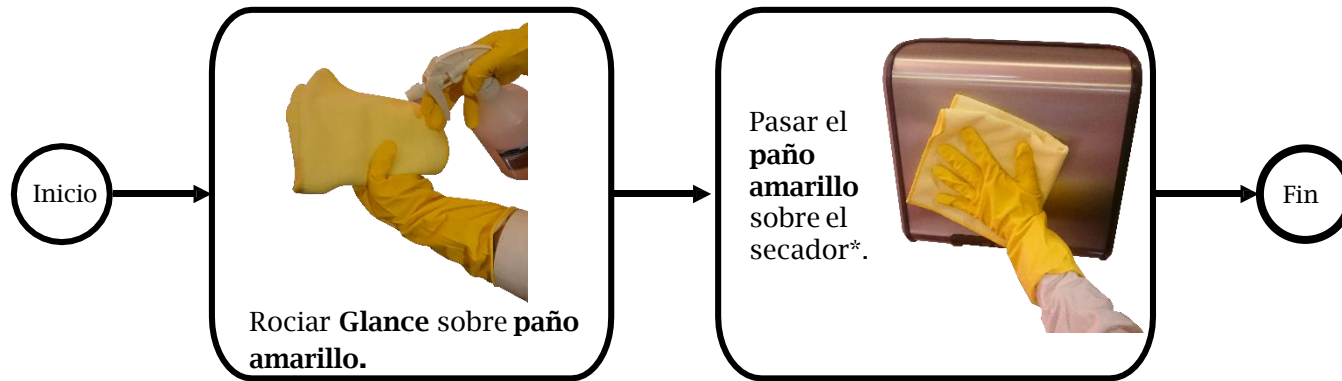 Inicio
Rociar Glance sobre paño
amarillo.
Pasar el
paño
amarillo
sobre el
secador*.
Fin